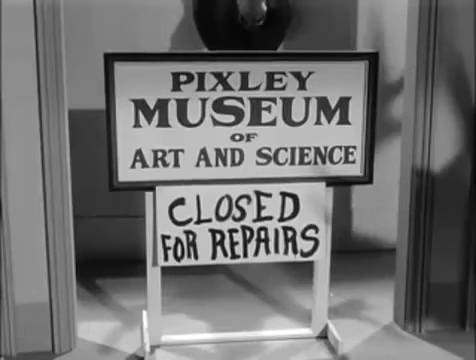 PIXLEY
MUSEUM
OF
ART AND SCIENCE
CLOSED
FOR REPAIRS